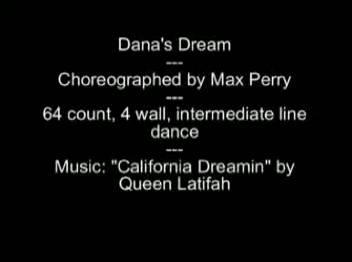 Dana's Dream
---
Choreographed by Max Perry
---
64 count, 4 wall, intermediate line
dance
---
Music: "California Dreamin" by
Queen Latifah